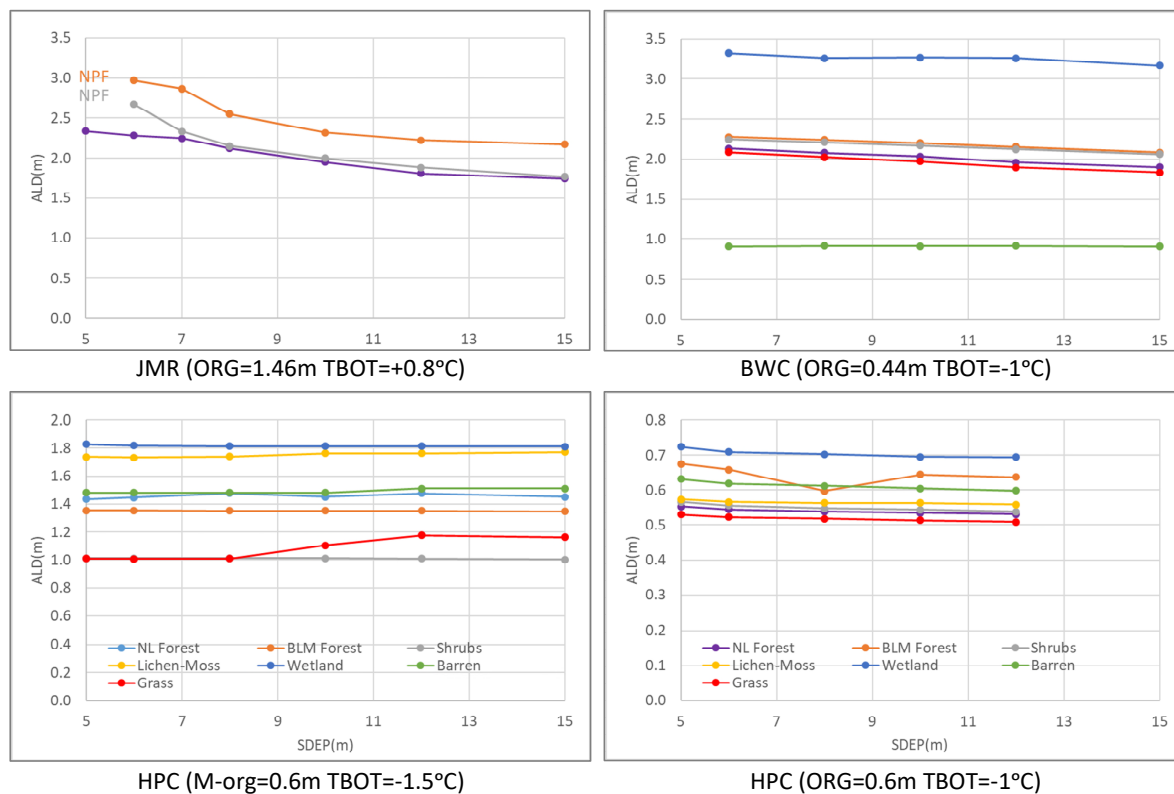 3.5
3.0
2.5
2.0
1.5
1.0
0.5
0.0
ALD(m)
NPF
NPF
5 7 9 11 13 15
JMR (ORG=1.46m TBOT=+0.8°C)
3.5
3.0
2.5
2.0
1.5
1.0
0.5
0.0
ALD(m)
5 7 9 11 13 15
BWC (ORG=0.44m TBOT=-1°C)
2.0
1.8
1.6
1.4
1.2
1.0
0.8
0.6
0.4
0.2
0.0
ALD(m)
NL Forest BLM Forest Shrubs
Lichen-Moss Wetland Barren
Grass
5 7 9 11 13 15
SDEP(m)
HPC (M-org=0.6m TBOT=-1.5°C)
0.8
0.7
0.6
0.5
0.4
0.3
0.2
0.1
0.0
ALD(m)
NL Forest BLM Forest Shrubs
Lichen-Moss Wetland Barren
Grass
5 7 9 11 13 15
SDEP(m)
HPC (ORG=0.6m TBOT=-1°C)